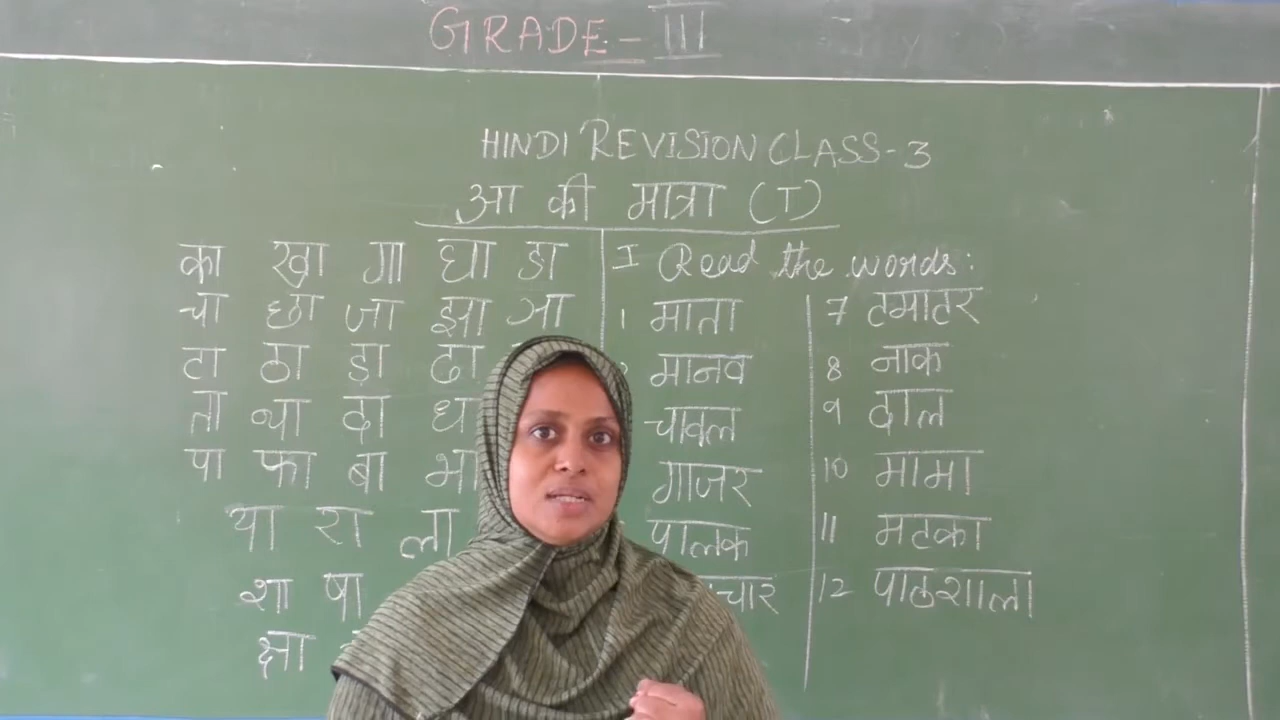 GRADE - III
HINDI REVISION CLASS - 3
आ की मात्रा (ा)
का खा गा घा ङा
चा छा जा झा ञा
टा ठा ड़ा ढा
ता था दा धा
पा फा बा भा
या रा ला
शा षा
क्षा
I Read the words:
1 माता
मानव
चावल
गाजर
पालक
चार
7 टमाटर
8 नाक
9 दाल
10 मामा
11 मटका
12 पाठशाला